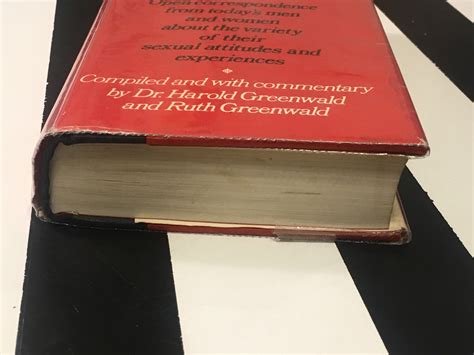 Open correspondence
from today's men
and women
about the variety
of their
sexual attitudes and
experiences
Compiled and with commentary
by Dr. Harold Greenwald
and Ruth Greenwald